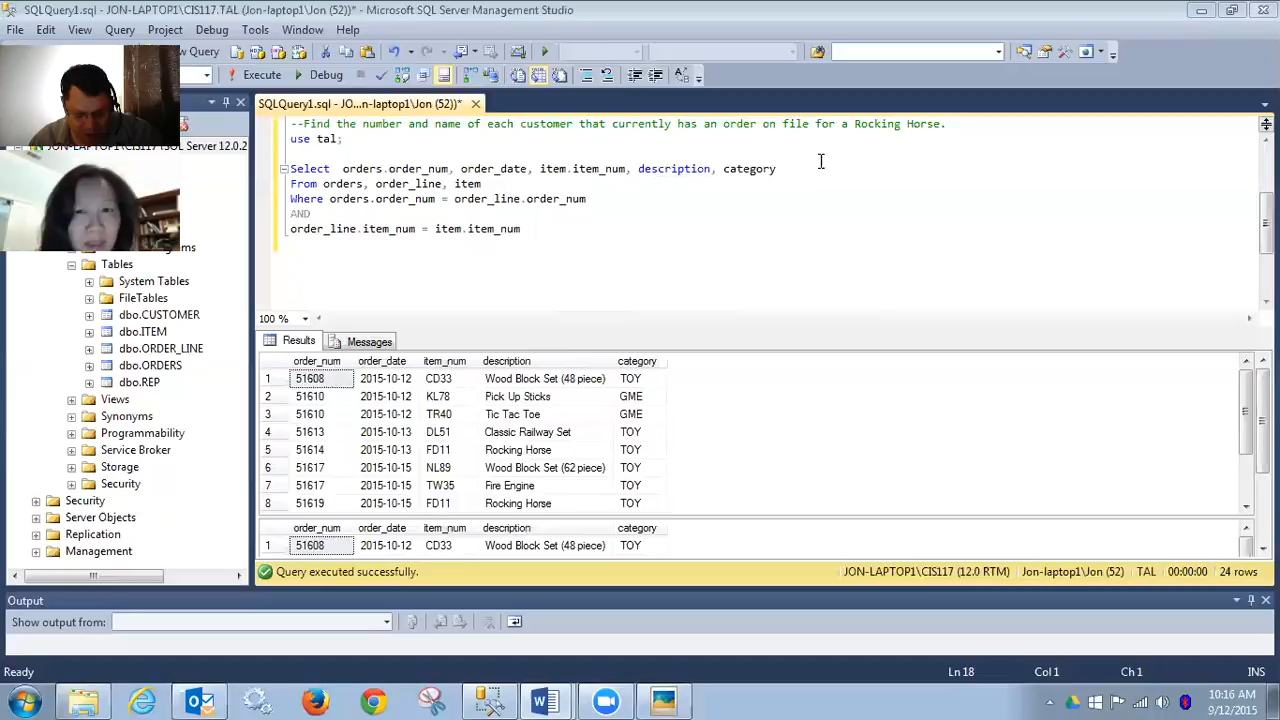 SQLQuery1.sql - JON-LAPTOP1\CIS117.TAL (Jon-laptop1\Jon (52))* - Microsoft SQL Server Management Studio
File Edit View Query Project Debug Tools Window Help
Query
Execute Debug
SQLQuery1.sql - JO...n-laptop1\Jon (52))*
--Find the number and name of each customer that currently has an order on file for a Rocking Horse.
use tal;
Select orders.order_num, order_date, item.item_num, description, category
From orders, order_line, item
Where orders.order_num = order_line.order_num
AND
order_line.item_num = item.item_num
JON-LAPTOP1\CIS117 (SQL Server 12.0.2
Tables
System Tables
FileTables
dbo.CUSTOMER
dbo.ITEM
dbo.ORDER_LINE
dbo.ORDERS
dbo.REP
Views
Synonyms
Programmability
Service Broker
Storage
Security
Security
Server Objects
Replication
Management
100 %
Results Messages
order_num order_date item_num description category
1 51608 2015-10-12 CD33 Wood Block Set (48 piece) TOY
2 51610 2015-10-12 KL78 Pick Up Sticks GME
3 51610 2015-10-12 TR40 Tic Tac Toe GME
4 51613 2015-10-13 DL51 Classic Railway Set TOY
5 51614 2015-10-13 FD11 Rocking Horse TOY
6 51617 2015-10-15 NL89 Wood Block Set (62 piece) TOY
7 51617 2015-10-15 TW35 Fire Engine TOY
8 51619 2015-10-15 FD11 Rocking Horse TOY
order_num order_date item_num description category
1 51608 2015-10-12 CD33 Wood Block Set (48 piece) TOY
Query executed successfully. JON-LAPTOP1\CIS117 (12.0 RTM) Jon-laptop1\Jon (52) TAL 00:00:00 24 rows
Output
Show output from:
Ready Ln 18 Col 1 Ch 1 INS
10:16 AM
9/12/2015